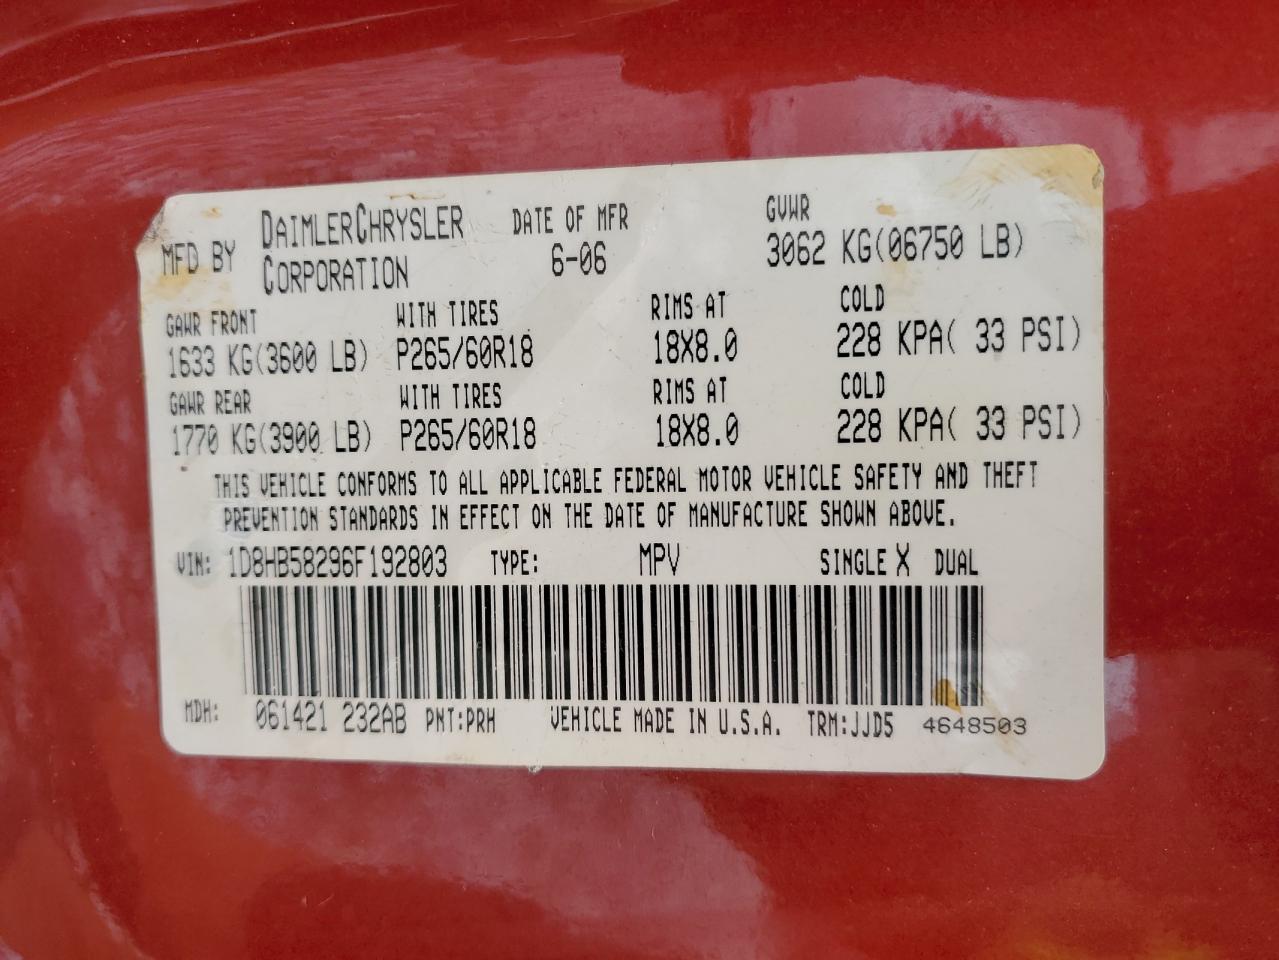 MFD BY DAIMLERCHRYSLER CORPORATION DATE OF MFR 6-06 GVWR 3062 KG(06750 LB)
GAWR FRONT WITH TIRES RIMS AT COLD
1633 KG(3600 LB) P265/60R18 18X8.0 228 KPA( 33 PSI)
GAWR REAR WITH TIRES RIMS AT COLD
1770 KG(3900 LB) P265/60R18 18X8.0 228 KPA( 33 PSI)
THIS VEHICLE CONFORMS TO ALL APPLICABLE FEDERAL MOTOR VEHICLE SAFETY AND THEFT
PREVENTION STANDARDS IN EFFECT ON THE DATE OF MANUFACTURE SHOWN ABOVE.
VIN: 1D8HB58296F192803 TYPE: MPV SINGLE X DUAL
MDH: 061421 232AB PNT:PRH VEHICLE MADE IN U.S.A. TRM:JJD5 4648503